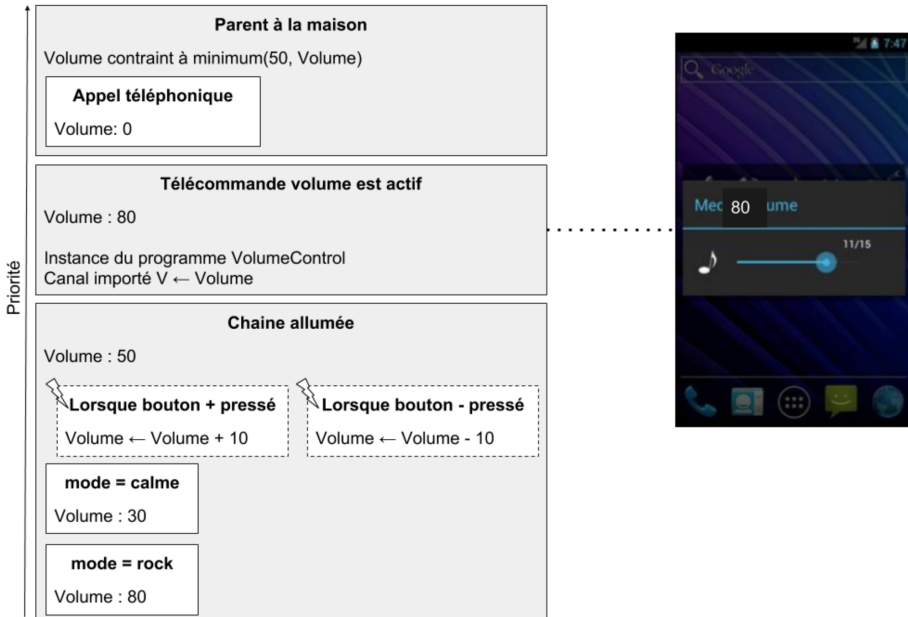 Priorité
Parent à la maison
Volume contraint à minimum(50, Volume)
Appel téléphonique
Volume: 0
Télécommande volume est actif
Volume : 80
Instance du programme VolumeControl
Canal importé V ← Volume
Chaine allumée
Volume : 50
Lorsque bouton + pressé
Volume ← Volume + 10
Lorsque bouton - pressé
Volume ← Volume - 10
mode = calme
Volume : 30
mode = rock
Volume : 80
7:47
Google
80
11/15